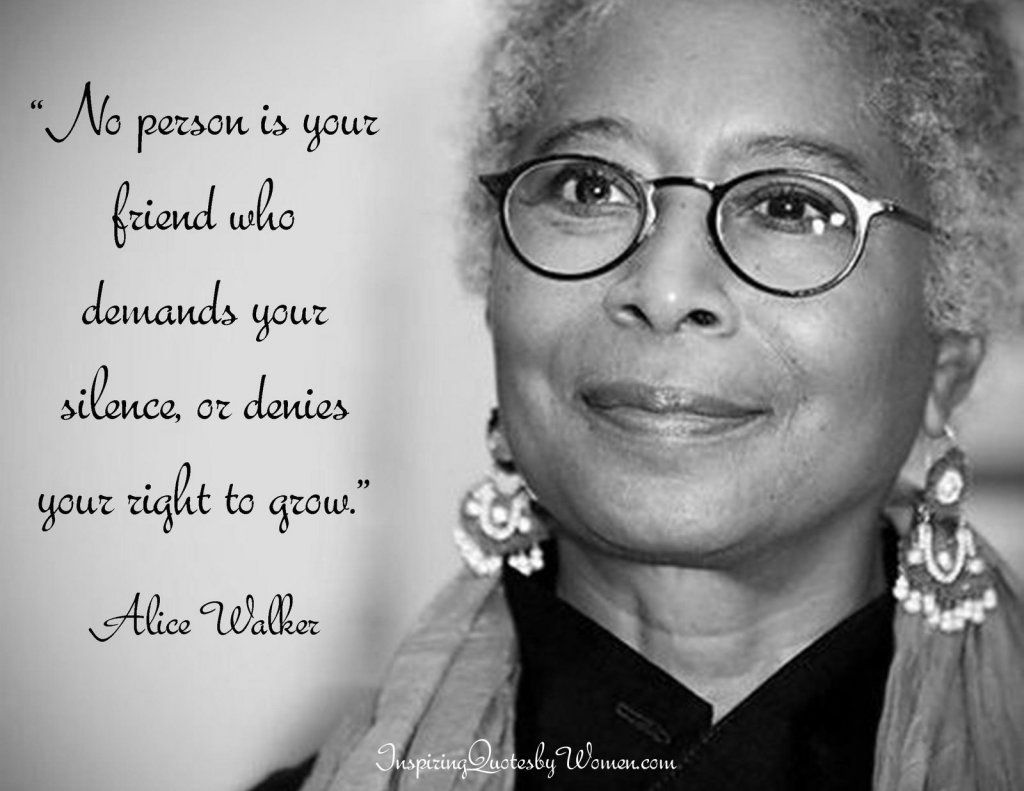 “No person is your
friend who
demands your
silence, or denies
your right to grow.”
Alice Walker
InspiringQuotesbyWomen.com